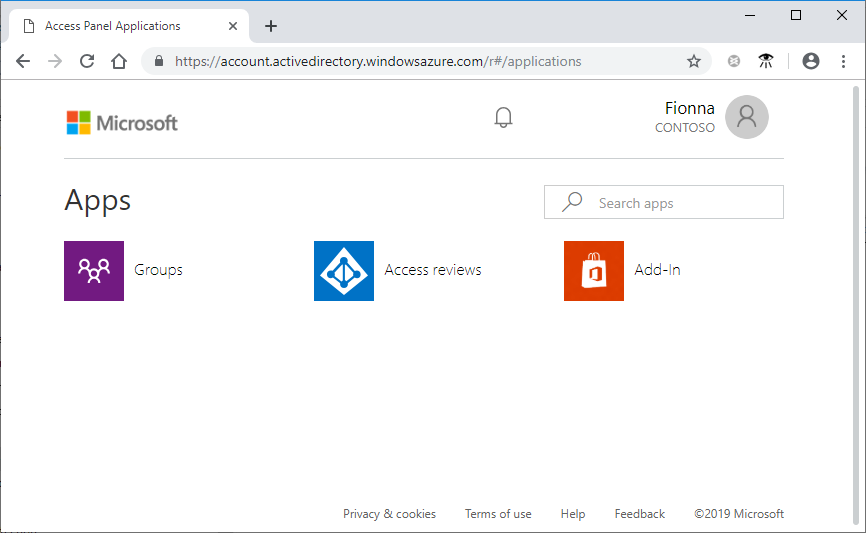 Access Panel Applications
https://account.activedirectory.windowsazure.com/r#/applications
Microsoft
Fionna
CONTOSO
Apps
Search apps
Groups
Access reviews
Add-In
Privacy & cookies
Terms of use
Help
Feedback
©2019 Microsoft